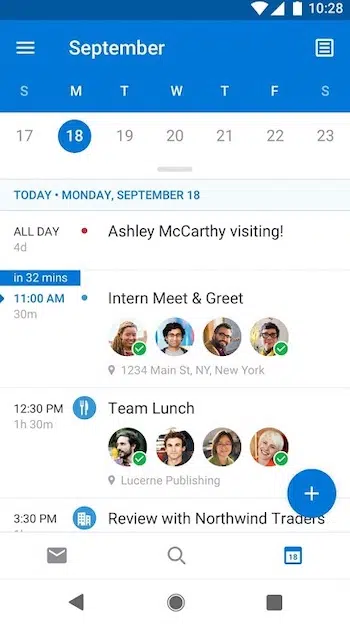 10:28
September
S M T W T F S
17 18 19 20 21 22 23
TODAY • MONDAY, SEPTEMBER 18
ALL DAY Ashley McCarthy visiting!
4d
in 32 mins
11:00 AM Intern Meet & Greet
30m
1234 Main St, NY, New York
12:30 PM Team Lunch
1h 30m
Lucerne Publishing
3:30 PM Review with Northwind Traders
18